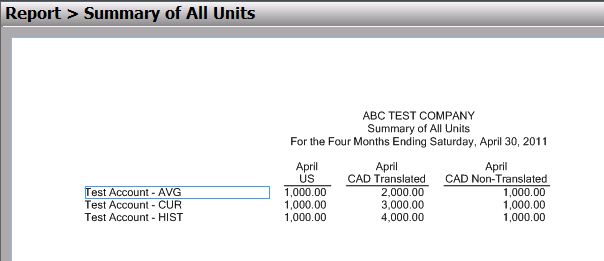 Report > Summary of All Units
ABC TEST COMPANY
Summary of All Units
For the Four Months Ending Saturday, April 30, 2011
April April April
US CAD Translated CAD Non-Translated
Test Account - AVG 1,000.00 2,000.00 1,000.00
Test Account - CUR 1,000.00 3,000.00 1,000.00
Test Account - HIST 1,000.00 4,000.00 1,000.00